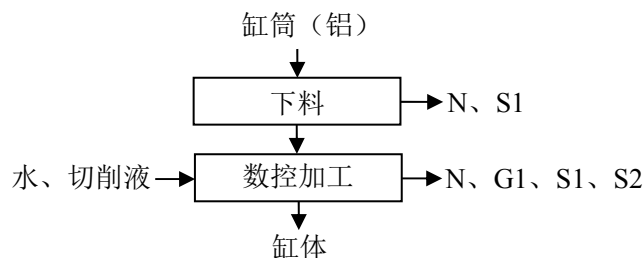 缸筒（铝）
下料
N、S1
水、切削液
数控加工
N、G1、S1、S2
缸体